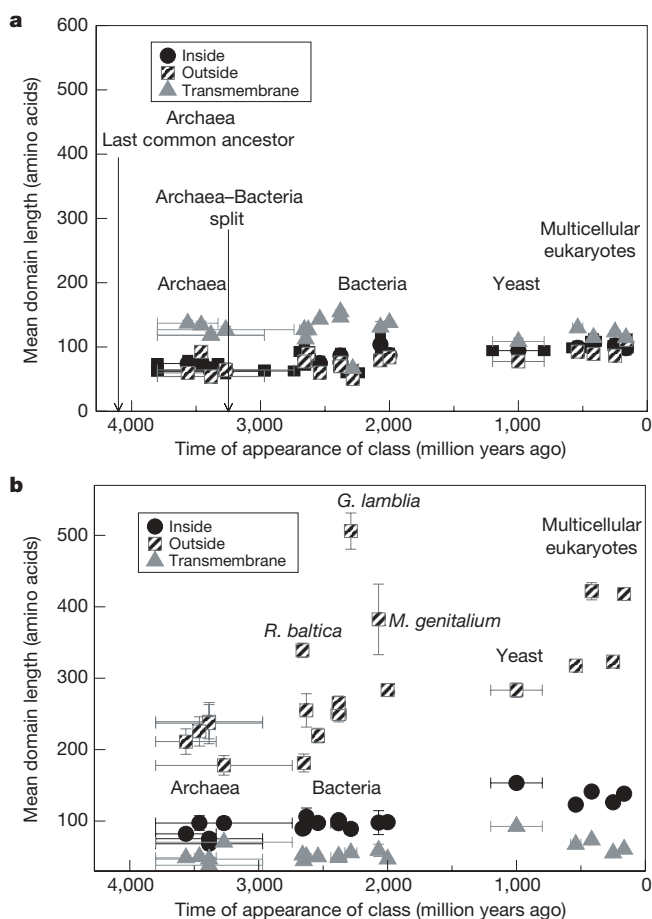 a
600
500
400
300
200
100
0
Mean domain length (amino acids)
Inside
Outside
Transmembrane
Archaea
Last common ancestor
Archaea–Bacteria
split
Archaea
Bacteria
Yeast
Multicellular
eukaryotes
4,000 3,000 2,000 1,000 0
Time of appearance of class (million years ago)
b
500
400
300
200
100
Mean domain length (amino acids)
Inside
Outside
Transmembrane
G. lamblia
R. baltica
M. genitalium
Multicellular
eukaryotes
Yeast
Archaea
Bacteria
4,000 3,000 2,000 1,000 0
Time of appearance of class (million years ago)